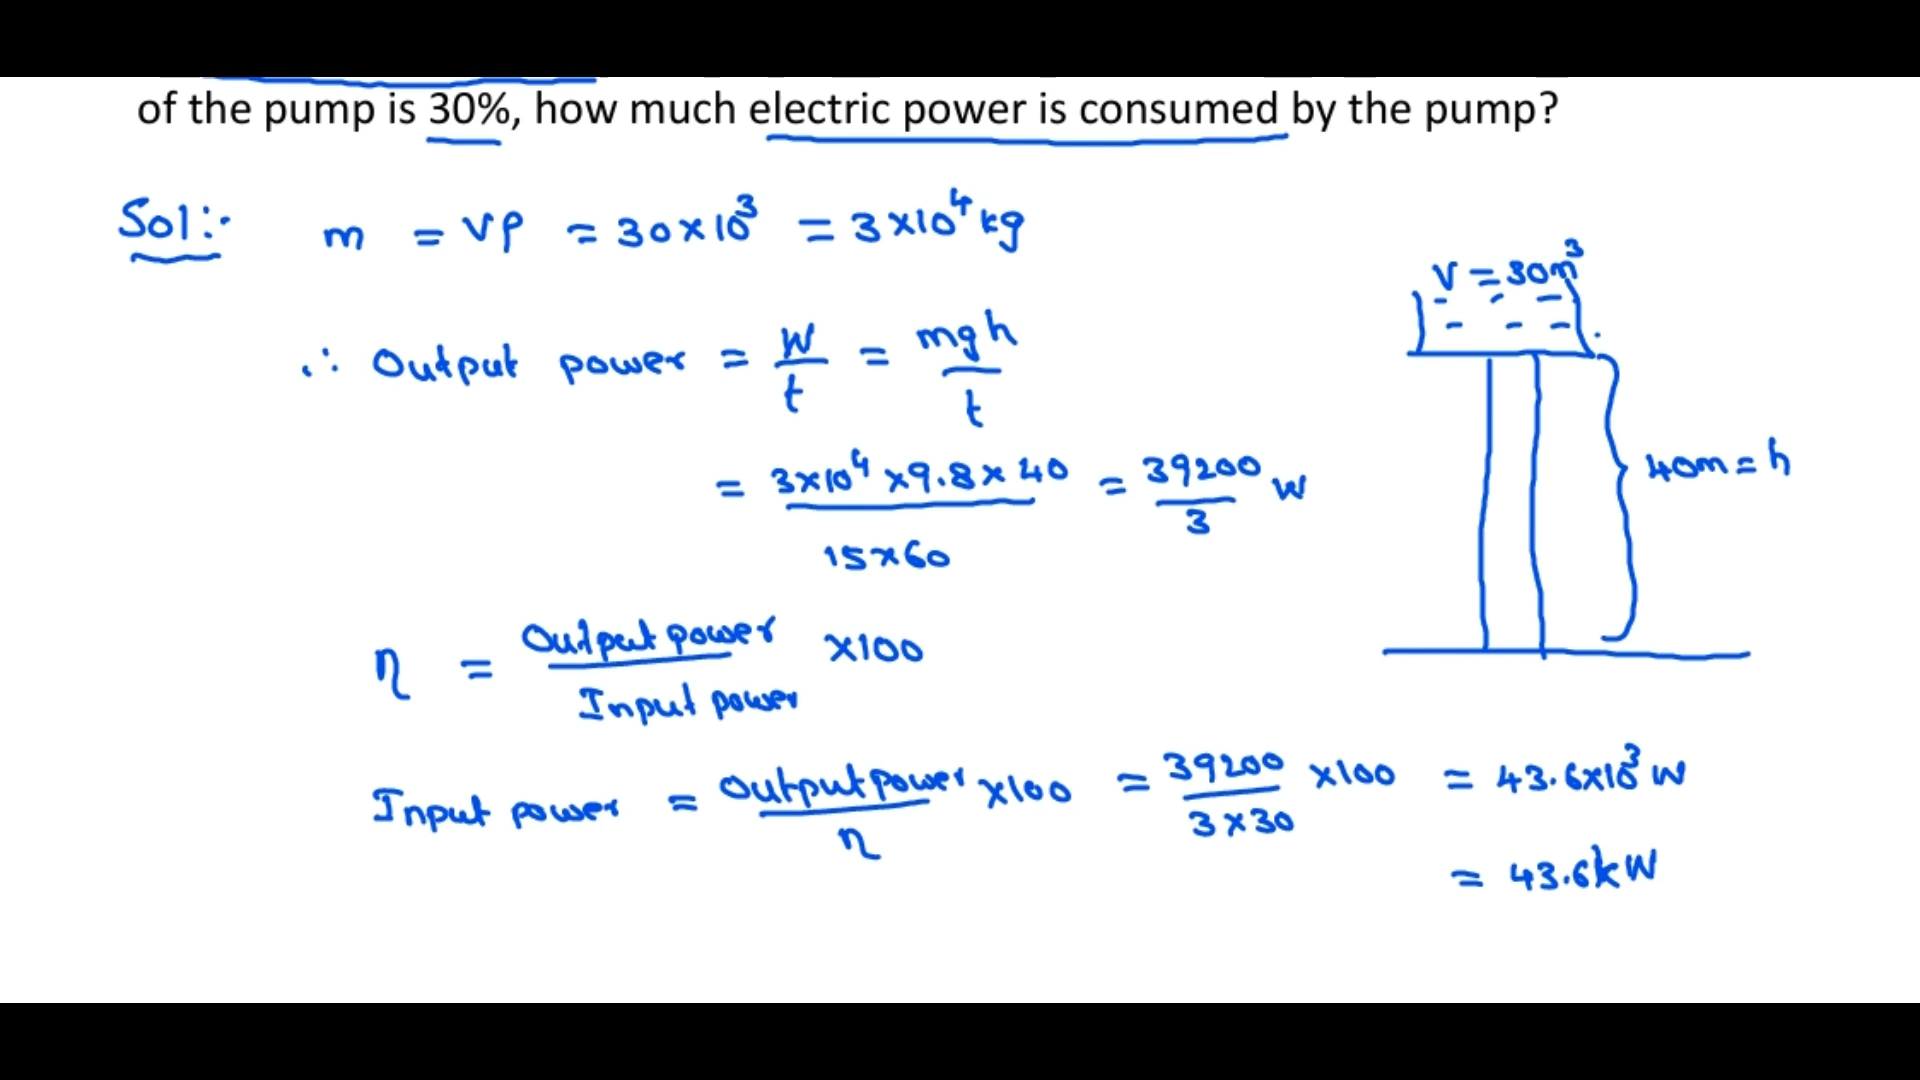 of the pump is 30%, how much electric power is consumed by the pump?
Sol:- m = Vρ = 30×10³ = 3×10⁴ kg
V = 30m³
∴ Output power = W/t = mgh/t
= 3×10⁴ ×9.8× 40 / 15×60 = 39200/3 W
40m = h
η = Output power / Input power ×100
Input power = Output power / η ×100 = 39200 / 3×30 ×100 = 43.6×10³ W
= 43.6kW